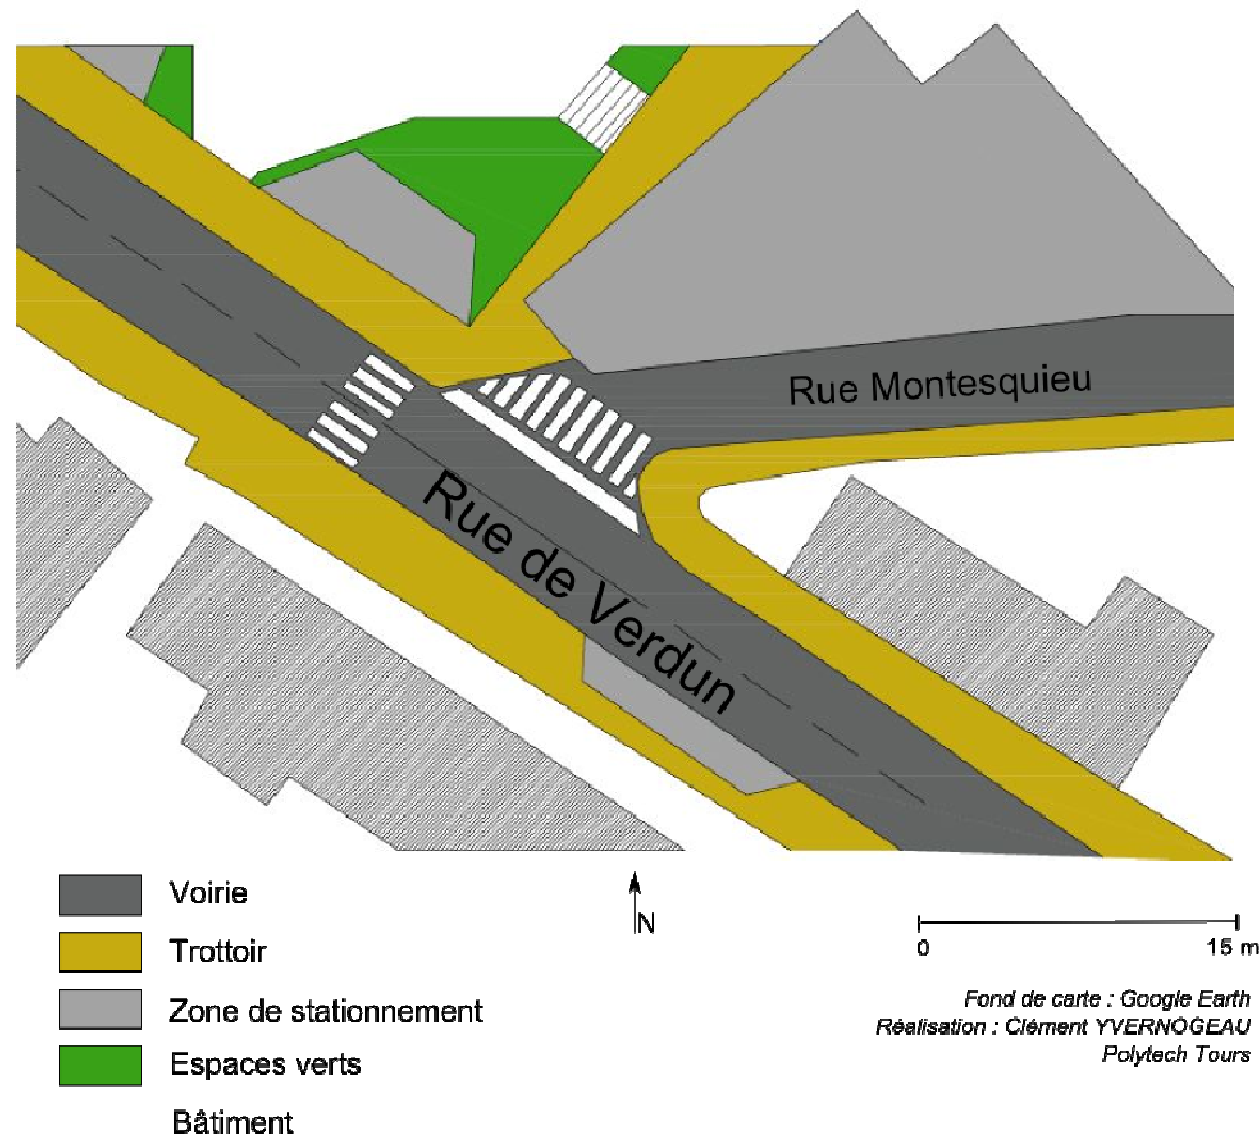 Rue Montesquieu
Rue de Verdun
Voirie
Trottoir
Zone de stationnement
Espaces verts
Bâtiment
N
0 15 m
Fond de carte : Google Earth
Réalisation : Clément YVERNOGEAU
Polytech Tours